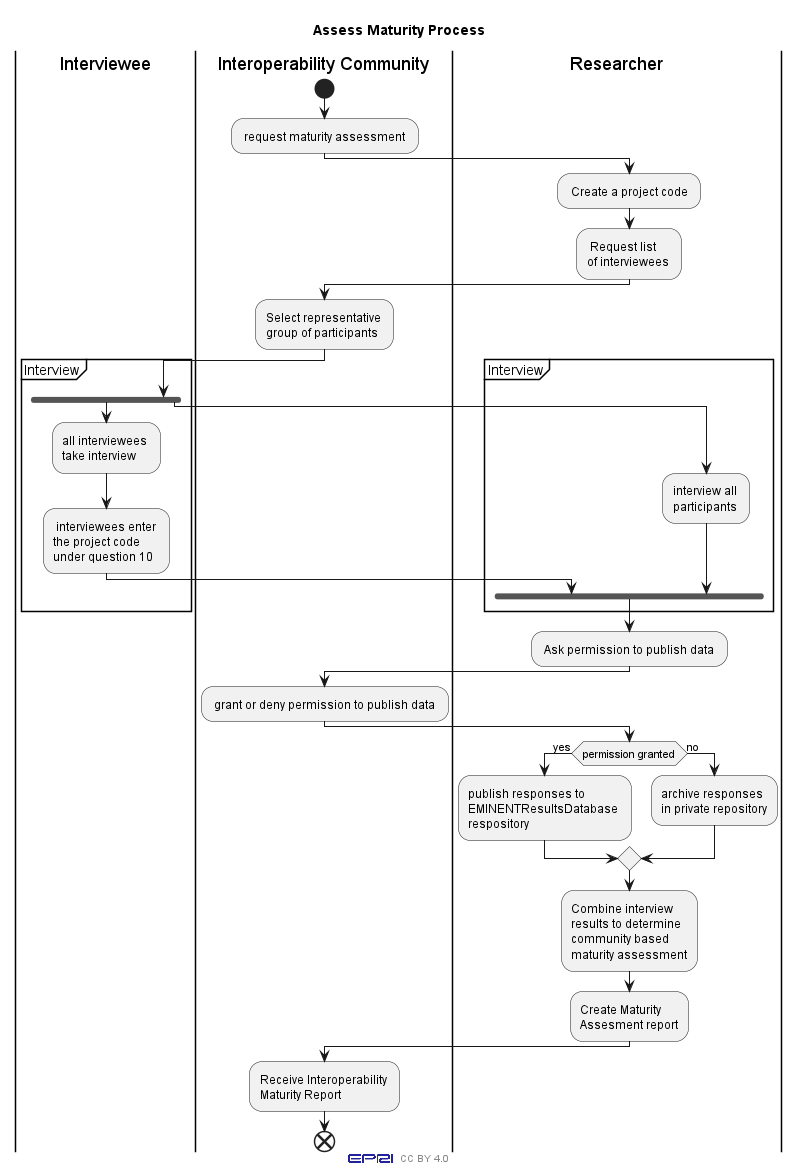 Assess Maturity Process
Interviewee
Interoperability Community
Researcher
request maturity assessment
Create a project code
Request list
of interviewees
Select representative
group of participants
Interview
Interview
all interviewees
take interview
interview all
participants
interviewees enter
the project code
under question 10
Ask permission to publish data
grant or deny permission to publish data
yes
permission granted
no
publish responses to
EMINENTResultsDatabase
respository
archive responses
in private repository
Combine interview
results to determine
community based
maturity assessment
Create Maturity
Assesment report
Receive Interoperability
Maturity Report
EPRI CC BY 4.0